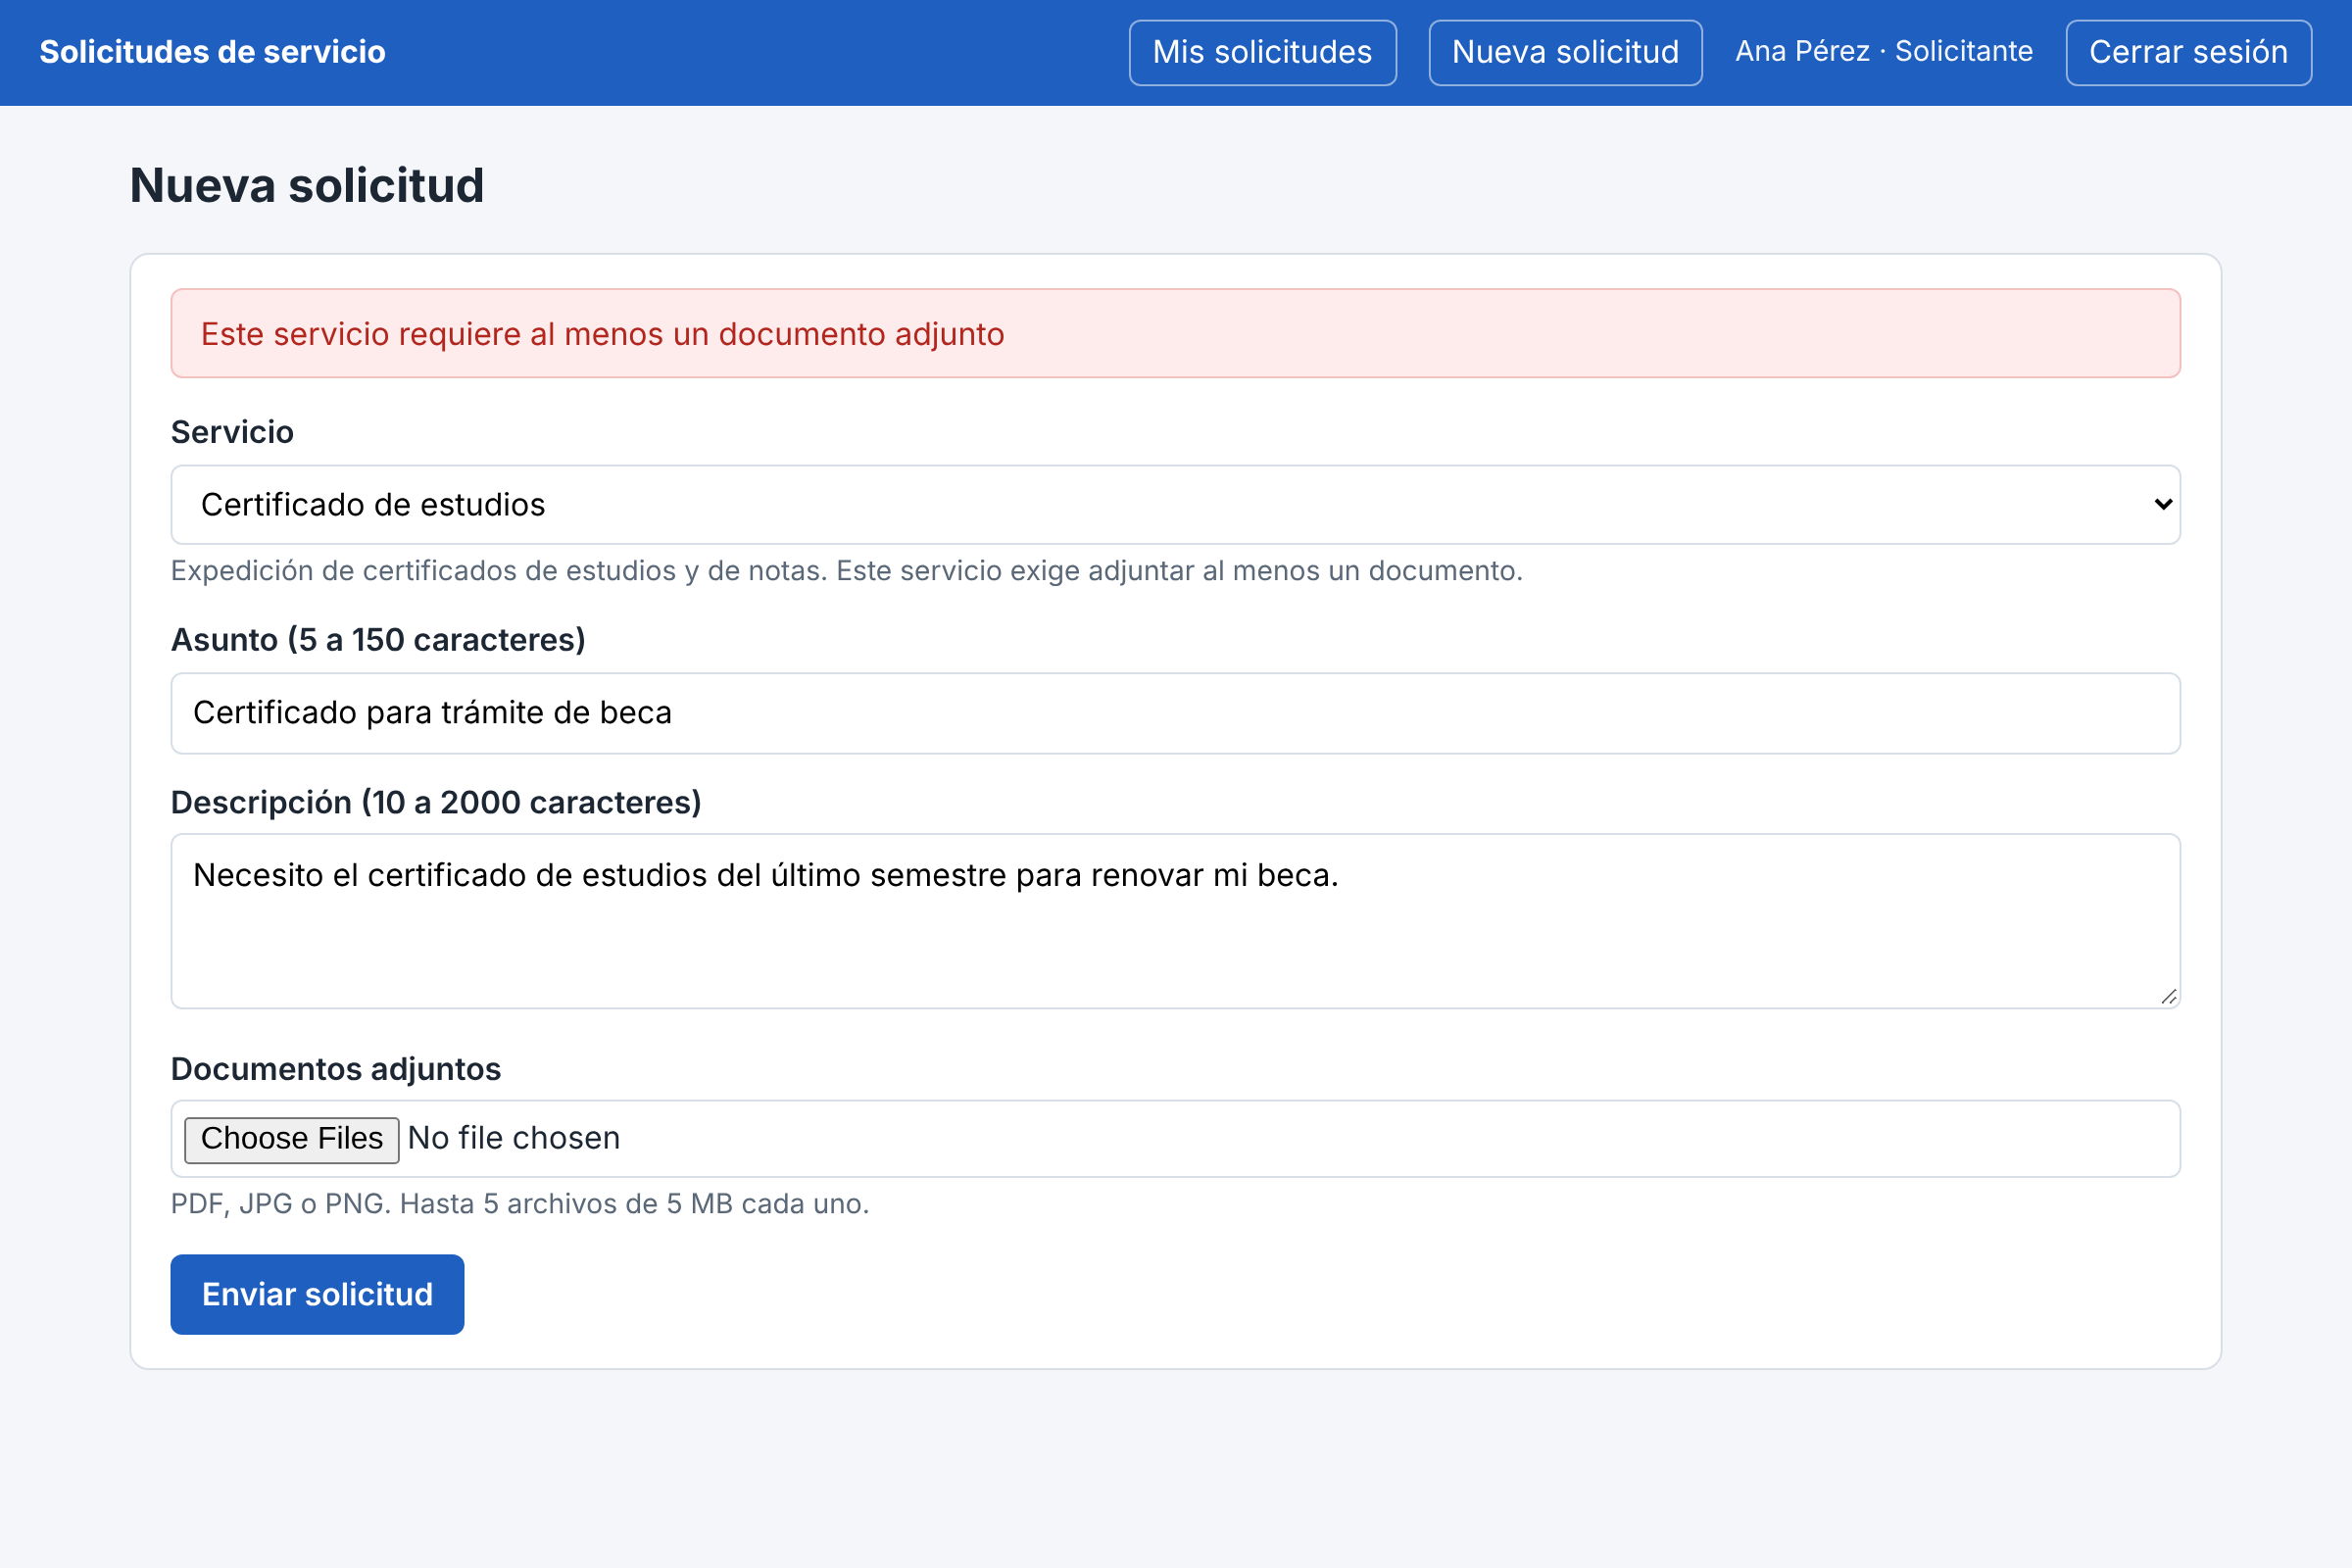 Solicitudes de servicio
Mis solicitudes
Nueva solicitud
Ana Pérez · Solicitante
Cerrar sesión
Nueva solicitud
Este servicio requiere al menos un documento adjunto
Servicio
Certificado de estudios
Expedición de certificados de estudios y de notas. Este servicio exige adjuntar al menos un documento.
Asunto (5 a 150 caracteres)
Certificado para trámite de beca
Descripción (10 a 2000 caracteres)
Necesito el certificado de estudios del último semestre para renovar mi beca.
Documentos adjuntos
Choose Files No file chosen
PDF, JPG o PNG. Hasta 5 archivos de 5 MB cada uno.
Enviar solicitud